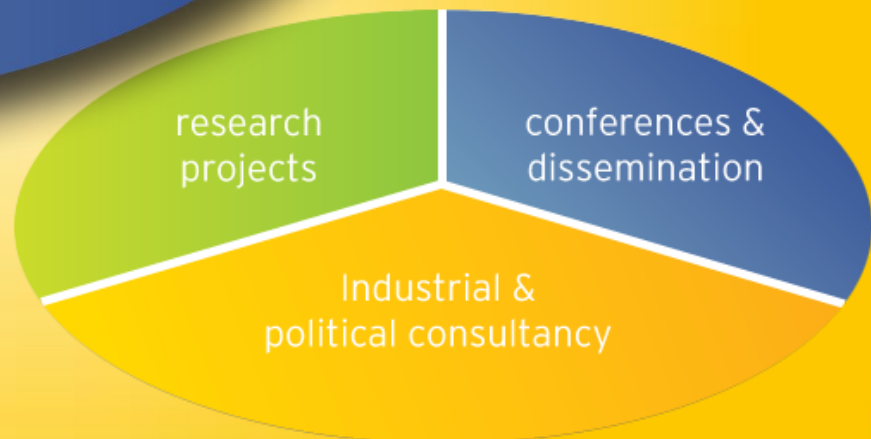 research
projects
conferences &
dissemination
Industrial &
political consultancy